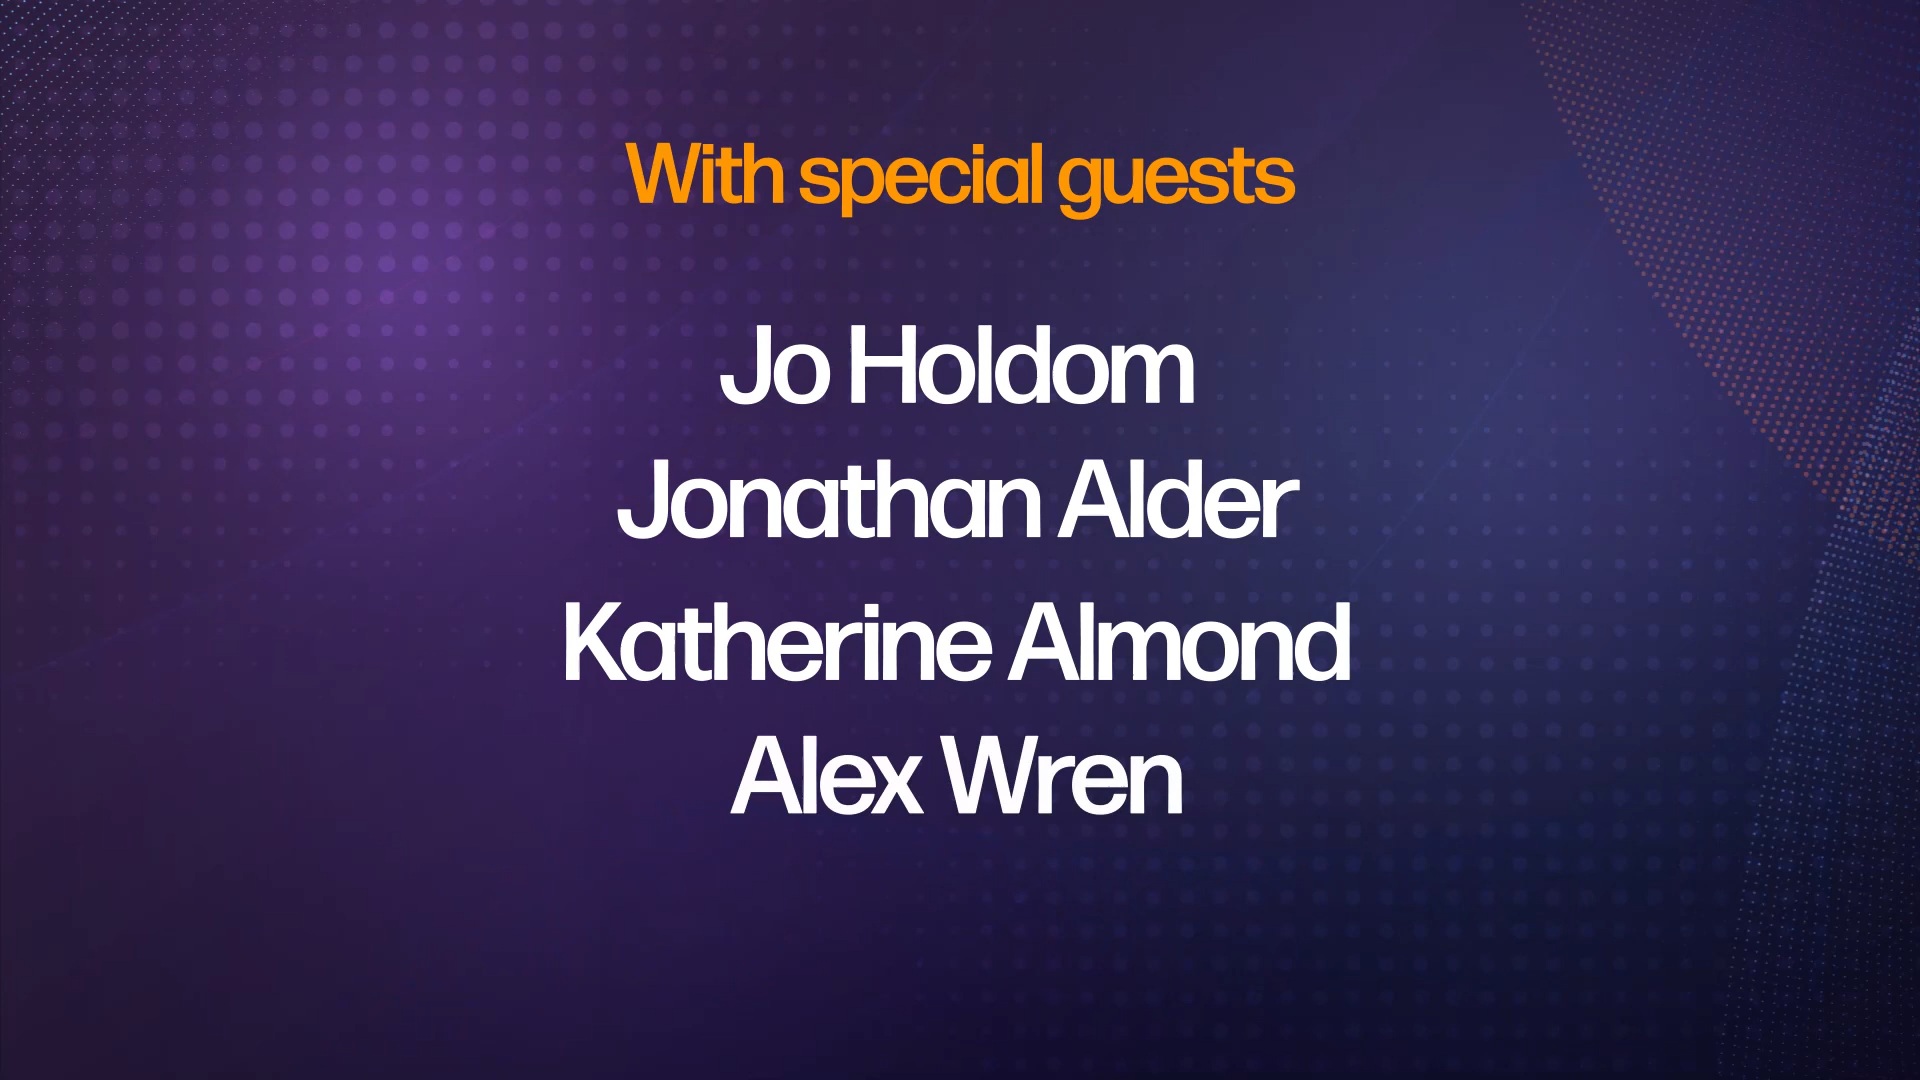 With special guests
Jo Holdom
Jonathan Alder
Katherine Almond
Alex Wren